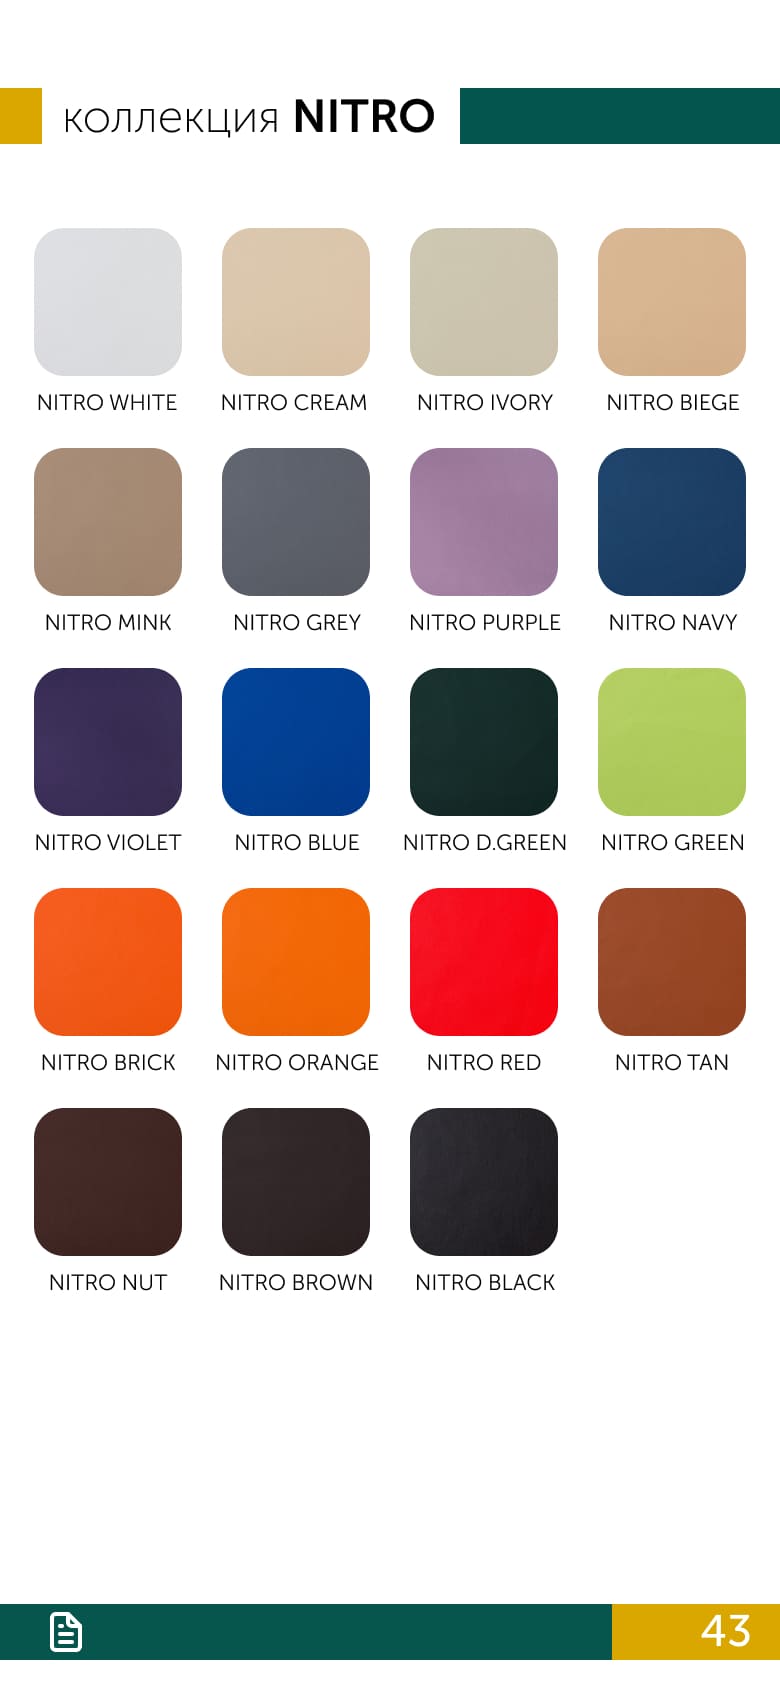 коллекция NITRO
NITRO WHITE NITRO CREAM NITRO IVORY NITRO BIEGE
NITRO MINK NITRO GREY NITRO PURPLE NITRO NAVY
NITRO VIOLET NITRO BLUE NITRO D.GREEN NITRO GREEN
NITRO BRICK NITRO ORANGE NITRO RED NITRO TAN
NITRO NUT NITRO BROWN NITRO BLACK
43